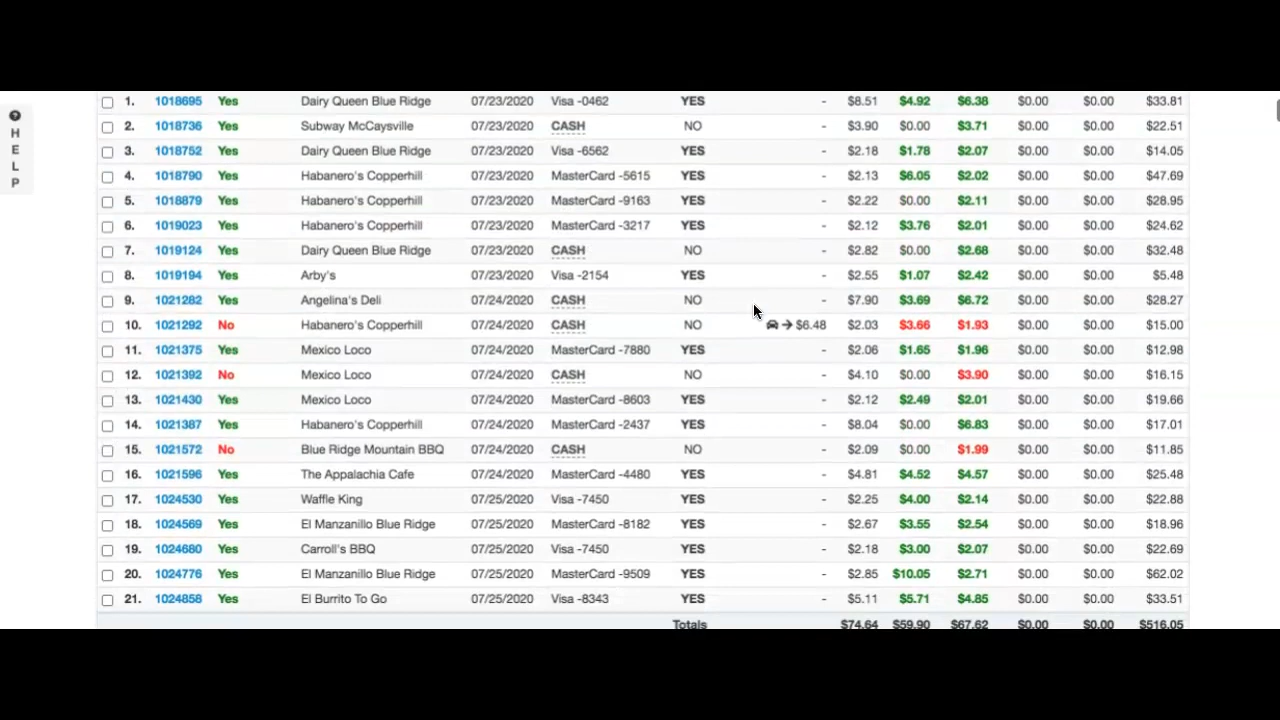 HELP
1. 1018695 Yes Dairy Queen Blue Ridge 07/23/2020 Visa -0462 YES - $8.51 $4.92 $6.38 $0.00 $0.00 $33.81
2. 1018736 Yes Subway McCaysville 07/23/2020 CASH NO - $3.90 $0.00 $3.71 $0.00 $0.00 $22.51
3. 1018752 Yes Dairy Queen Blue Ridge 07/23/2020 Visa -6562 YES - $2.18 $1.78 $2.07 $0.00 $0.00 $14.05
4. 1018790 Yes Habanero's Copperhill 07/23/2020 MasterCard -5615 YES - $2.13 $6.05 $2.02 $0.00 $0.00 $47.69
5. 1018879 Yes Habanero's Copperhill 07/23/2020 MasterCard -9163 YES - $2.22 $0.00 $2.11 $0.00 $0.00 $28.95
6. 1019023 Yes Habanero's Copperhill 07/23/2020 MasterCard -3217 YES - $2.12 $3.76 $2.01 $0.00 $0.00 $24.62
7. 1019124 Yes Dairy Queen Blue Ridge 07/23/2020 CASH NO - $2.82 $0.00 $2.68 $0.00 $0.00 $32.48
8. 1019194 Yes Arby's 07/23/2020 Visa -2154 YES - $2.55 $1.07 $2.42 $0.00 $0.00 $5.48
9. 1021282 Yes Angelina's Deli 07/24/2020 CASH NO - $7.90 $3.69 $6.72 $0.00 $0.00 $28.27
10. 1021292 No Habanero's Copperhill 07/24/2020 CASH NO → $6.48 $2.03 $3.66 $1.93 $0.00 $0.00 $15.00
11. 1021375 Yes Mexico Loco 07/24/2020 MasterCard -7880 YES - $2.06 $1.65 $1.96 $0.00 $0.00 $12.98
12. 1021392 No Mexico Loco 07/24/2020 CASH NO - $4.10 $0.00 $3.90 $0.00 $0.00 $16.15
13. 1021430 Yes Mexico Loco 07/24/2020 MasterCard -8603 YES - $2.12 $2.49 $2.01 $0.00 $0.00 $19.66
14. 1021387 Yes Habanero's Copperhill 07/24/2020 MasterCard -2437 YES - $8.04 $0.00 $6.83 $0.00 $0.00 $17.01
15. 1021572 No Blue Ridge Mountain BBQ 07/24/2020 CASH NO - $2.09 $0.00 $1.99 $0.00 $0.00 $11.85
16. 1021596 Yes The Appalachia Cafe 07/24/2020 MasterCard -4480 YES - $4.81 $4.52 $4.57 $0.00 $0.00 $25.48
17. 1024530 Yes Waffle King 07/25/2020 Visa -7450 YES - $2.25 $4.00 $2.14 $0.00 $0.00 $22.88
18. 1024569 Yes El Manzanillo Blue Ridge 07/25/2020 MasterCard -8182 YES - $2.67 $3.55 $2.54 $0.00 $0.00 $18.96
19. 1024680 Yes Carroll's BBQ 07/25/2020 Visa -7450 YES - $2.18 $3.00 $2.07 $0.00 $0.00 $22.69
20. 1024776 Yes El Manzanillo Blue Ridge 07/25/2020 MasterCard -9509 YES - $2.85 $10.05 $2.71 $0.00 $0.00 $62.02
21. 1024858 Yes El Burrito To Go 07/25/2020 Visa -8343 YES - $5.11 $5.71 $4.85 $0.00 $0.00 $33.51
Totals $74.64 $59.90 $67.62 $0.00 $0.00 $516.05